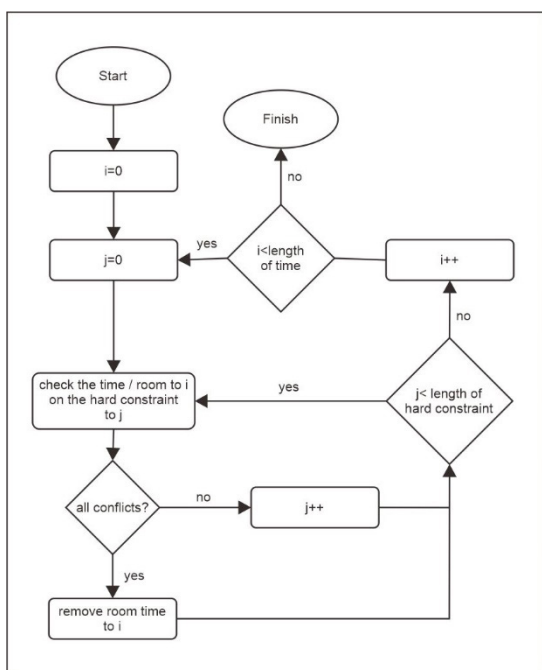 Start
Finish
i=0
no
j=0
yes
i<length
of time
i++
no
check the time / room to i
on the hard constraint
to j
yes
j< length of
hard constraint
all conflicts?
no
j++
yes
remove room time
to i